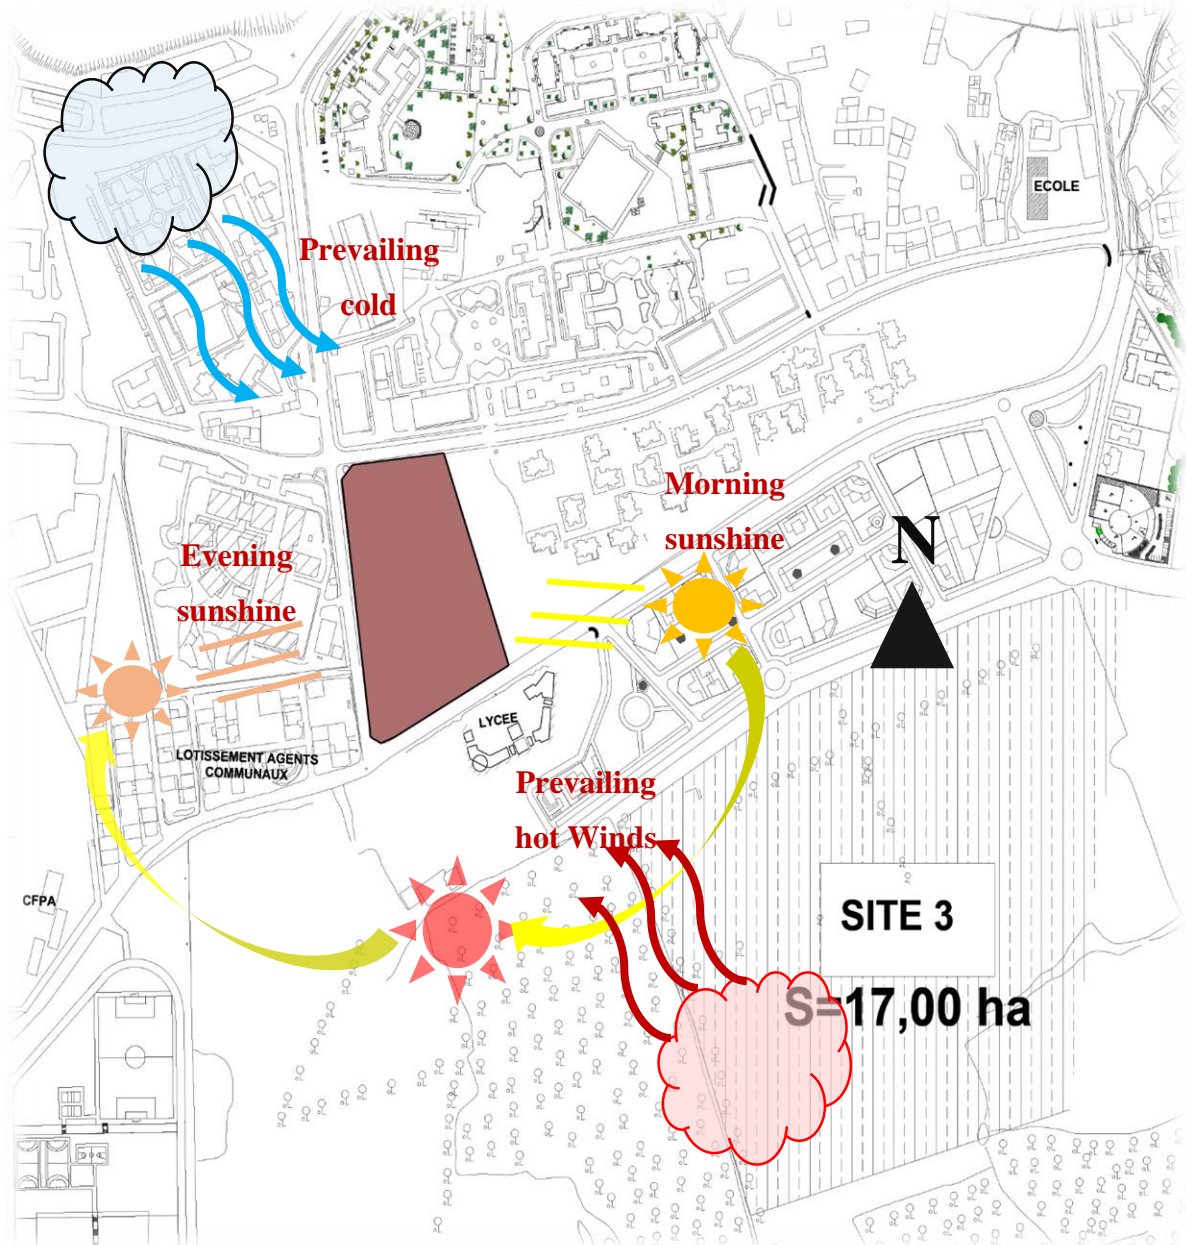 ECOLE
Prevailing
cold
Morning
sunshine
N
Evening
sunshine
LYCEE
LOTISSEMENT AGENTS
COMMUNAUX
Prevailing
hot Winds
CFPA
SITE 3
S=17,00 ha